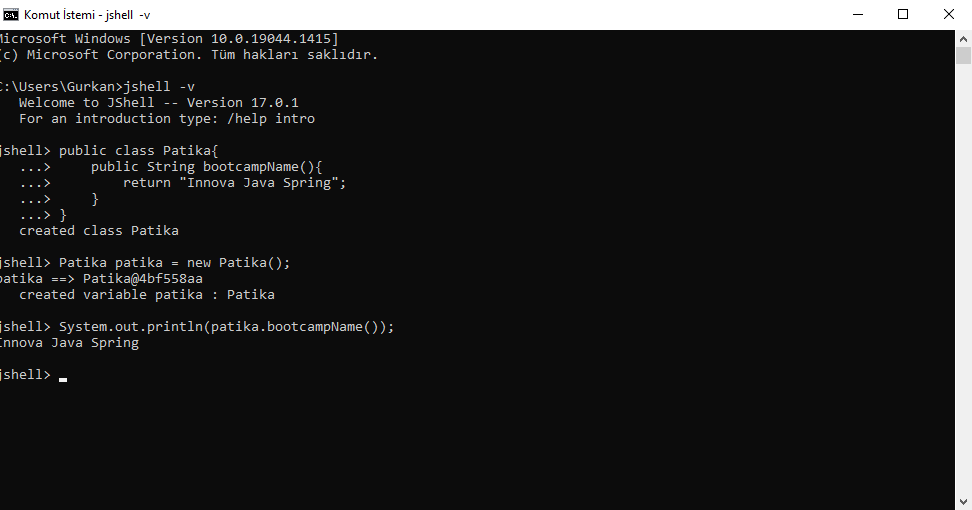 Komut İstemi - jshell -v
Microsoft Windows [Version 10.0.19044.1415]
(c) Microsoft Corporation. Tüm hakları saklıdır.
C:\Users\Gurkan>jshell -v
   Welcome to JShell -- Version 17.0.1
   For an introduction type: /help intro
jshell> public class Patika{
   ...>     public String bootcampName(){
   ...>         return "Innova Java Spring";
   ...>     }
   ...> }
   created class Patika
jshell> Patika patika = new Patika();
patika ==> Patika@4bf558aa
   created variable patika : Patika
jshell> System.out.println(patika.bootcampName());
Innova Java Spring
jshell>